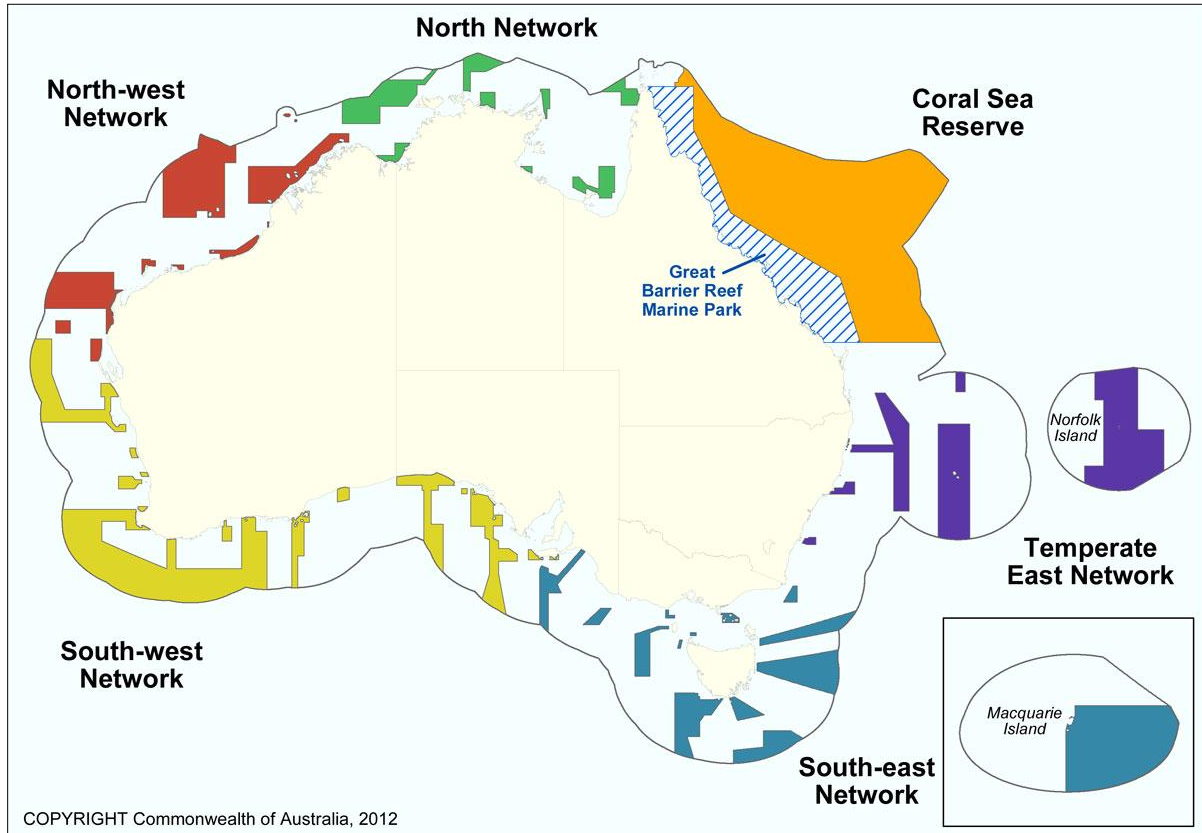 North Network
North-west
Network
Coral Sea
Reserve
Great
Barrier Reef
Marine Park
Norfolk
Island
Temperate
East Network
South-west
Network
Macquarie
Island
South-east
Network
COPYRIGHT Commonwealth of Australia, 2012